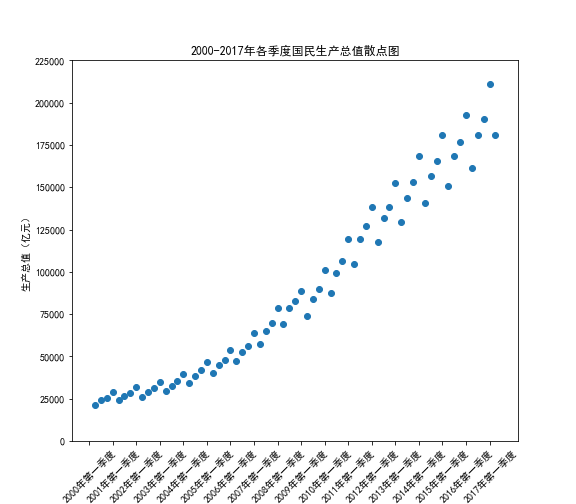 2000-2017年各季度国民生产总值散点图
225000
200000
175000
150000
125000
100000
75000
50000
25000
0
生产总值（亿元）
2000年第一季度
2001年第一季度
2002年第一季度
2003年第一季度
2004年第一季度
2005年第一季度
2006年第一季度
2007年第一季度
2008年第一季度
2009年第一季度
2010年第一季度
2011年第一季度
2012年第一季度
2013年第一季度
2014年第一季度
2015年第一季度
2016年第一季度
2017年第一季度